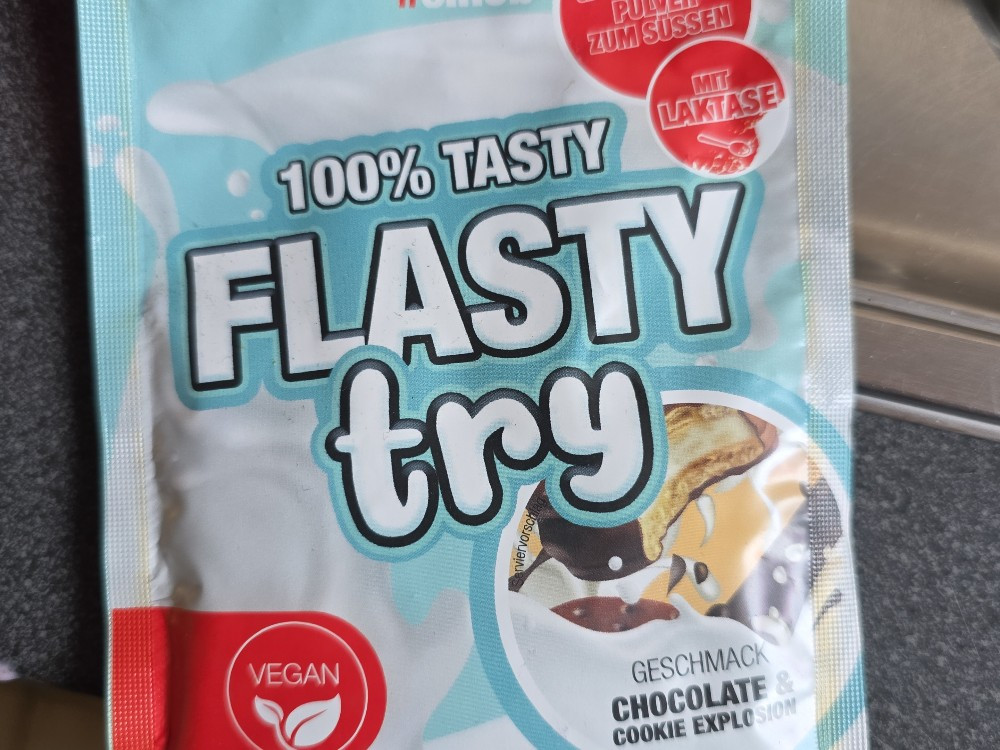 PULVER
ZUM SÜSSEN
MIT
LAKTASE
100% TASTY
FLASTY
try
VEGAN
GESCHMACK
CHOCOLATE &
COOKIE EXPLOSION